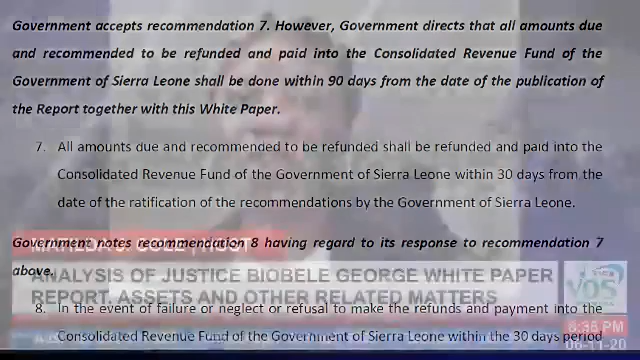 Government accepts recommendation 7. However, Government directs that all amounts due
and recommended to be refunded and paid into the Consolidated Revenue Fund of the
Government of Sierra Leone shall be done within 90 days from the date of the publication of
the Report together with this White Paper.
7. All amounts due and recommended to be refunded shall be refunded and paid into the
Consolidated Revenue Fund of the Government of Sierra Leone within 30 days from the
date of the ratification of the recommendations by the Government of Sierra Leone.
Government notes recommendation 8 having regard to its response to recommendation 7
above.
HOST
ANALYSIS OF JUSTICE BIOBELE GEORGE WHITE PAPER
REPORT, ASSETS AND OTHER RELATED MATTERS
VOS
8. In the event of failure or neglect or refusal to make the refunds and payment into the
Consolidated Revenue Fund of the Government of Sierra Leone within the 30 days period
6:36 PM
06-11-20